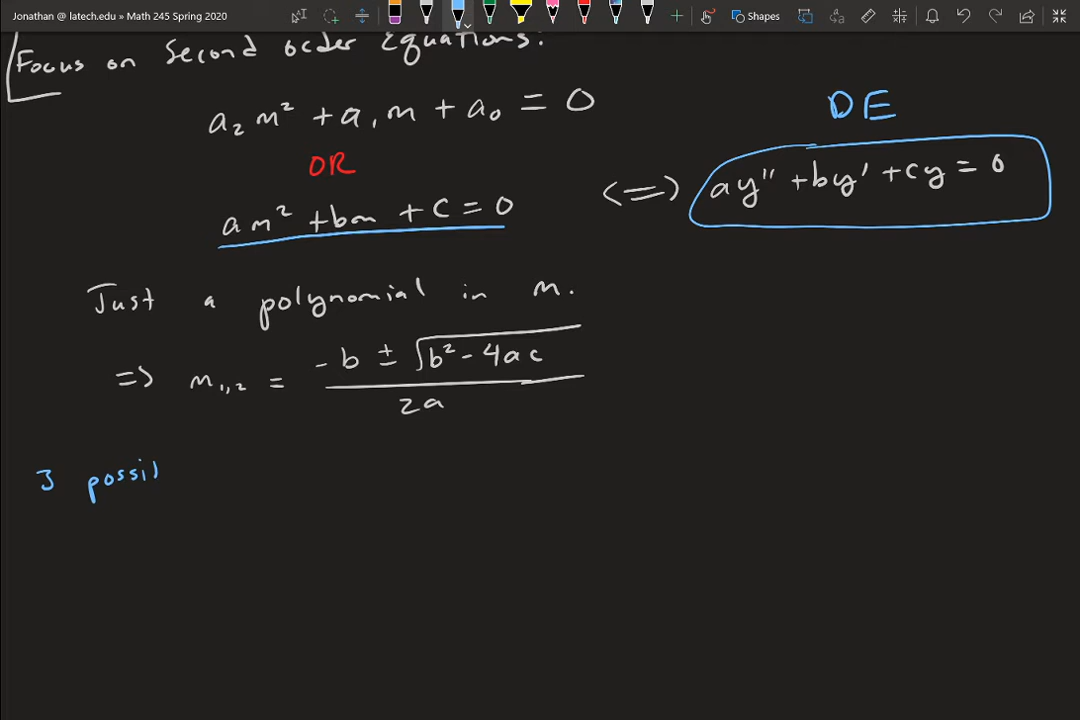 Jonathan @ latech.edu » Math 245 Spring 2020
Shapes
Focus on Second order Equations:
a₂m² + a₁m + a₀ = 0
DE
OR
am² + bm + c = 0 <=> ay'' + by' + cy = 0
Just a polynomial in m.
=> m₁,₂ = (-b ± √(b² - 4ac)) / 2a
3 possil